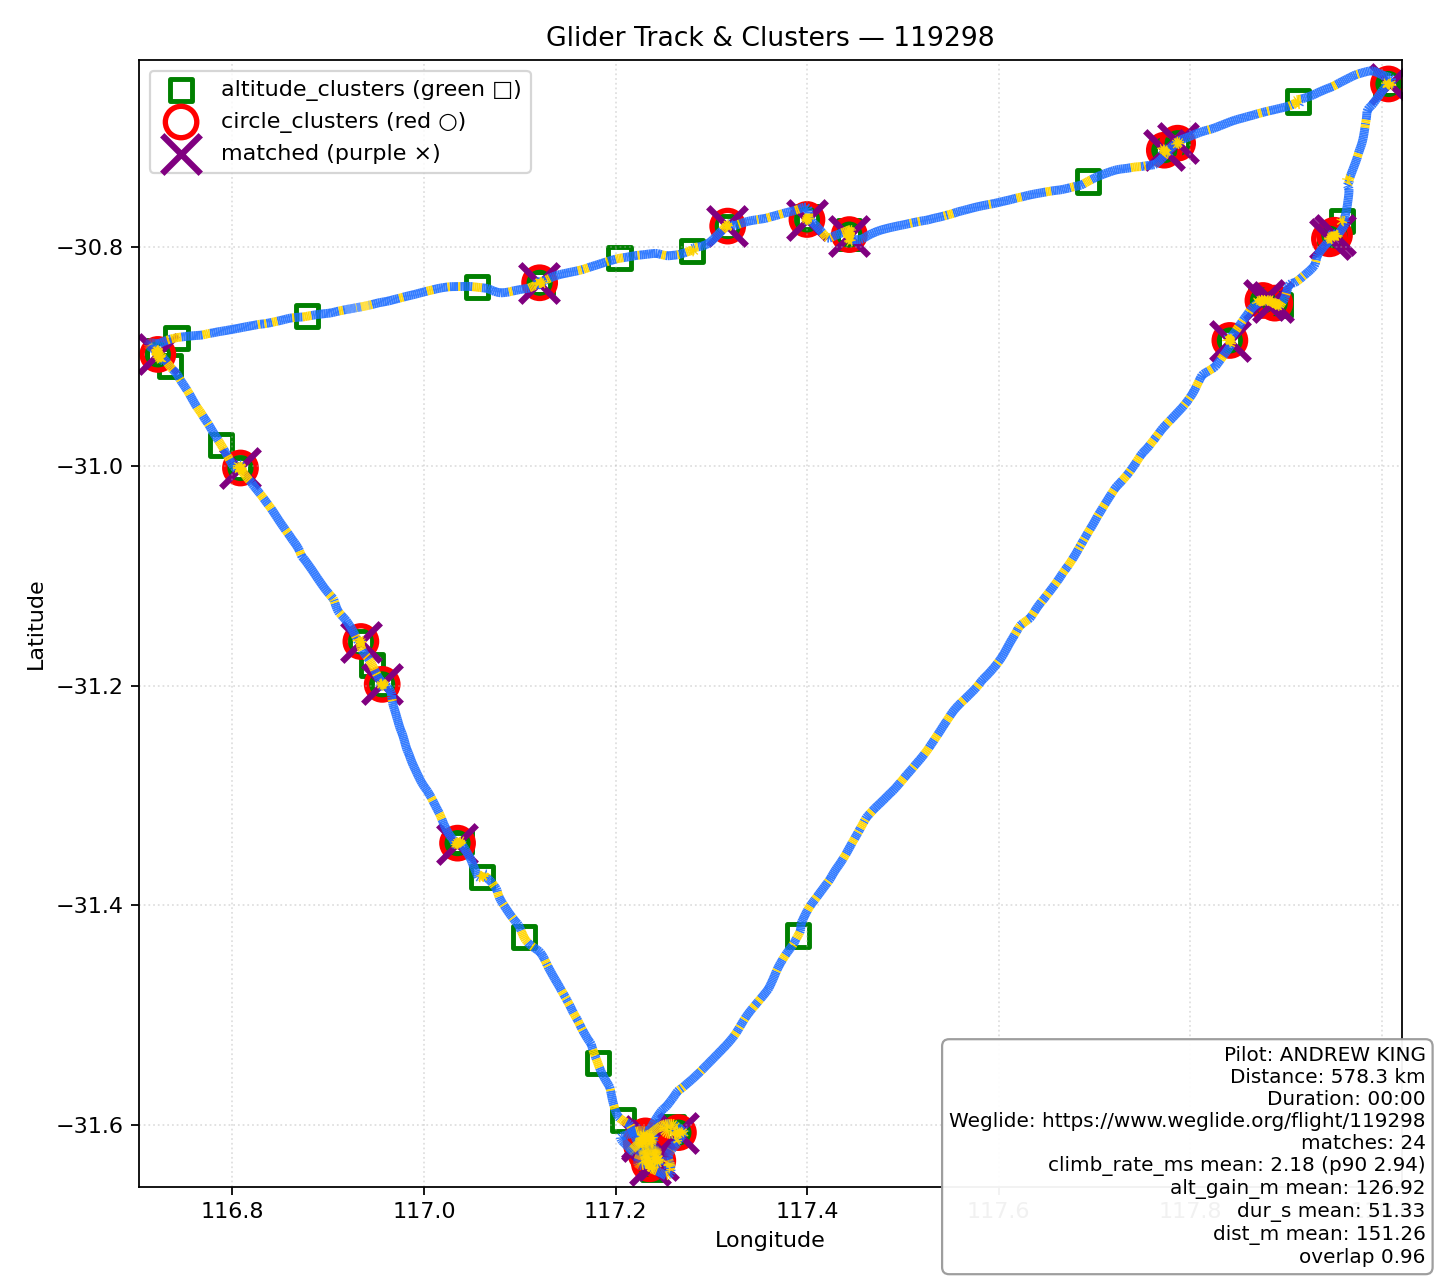 Glider Track & Clusters — 119298
altitude_clusters (green □)
circle_clusters (red ○)
matched (purple ×)
−30.8
−31.0
−31.2
−31.4
−31.6
Latitude
116.8
117.0
117.2
117.4
117.6
117.8
Longitude
Pilot: ANDREW KING
Distance: 578.3 km
Duration: 00:00
Weglide: https://www.weglide.org/flight/119298
matches: 24
climb_rate_ms mean: 2.18 (p90 2.94)
alt_gain_m mean: 126.92
dur_s mean: 51.33
dist_m mean: 151.26
overlap 0.96